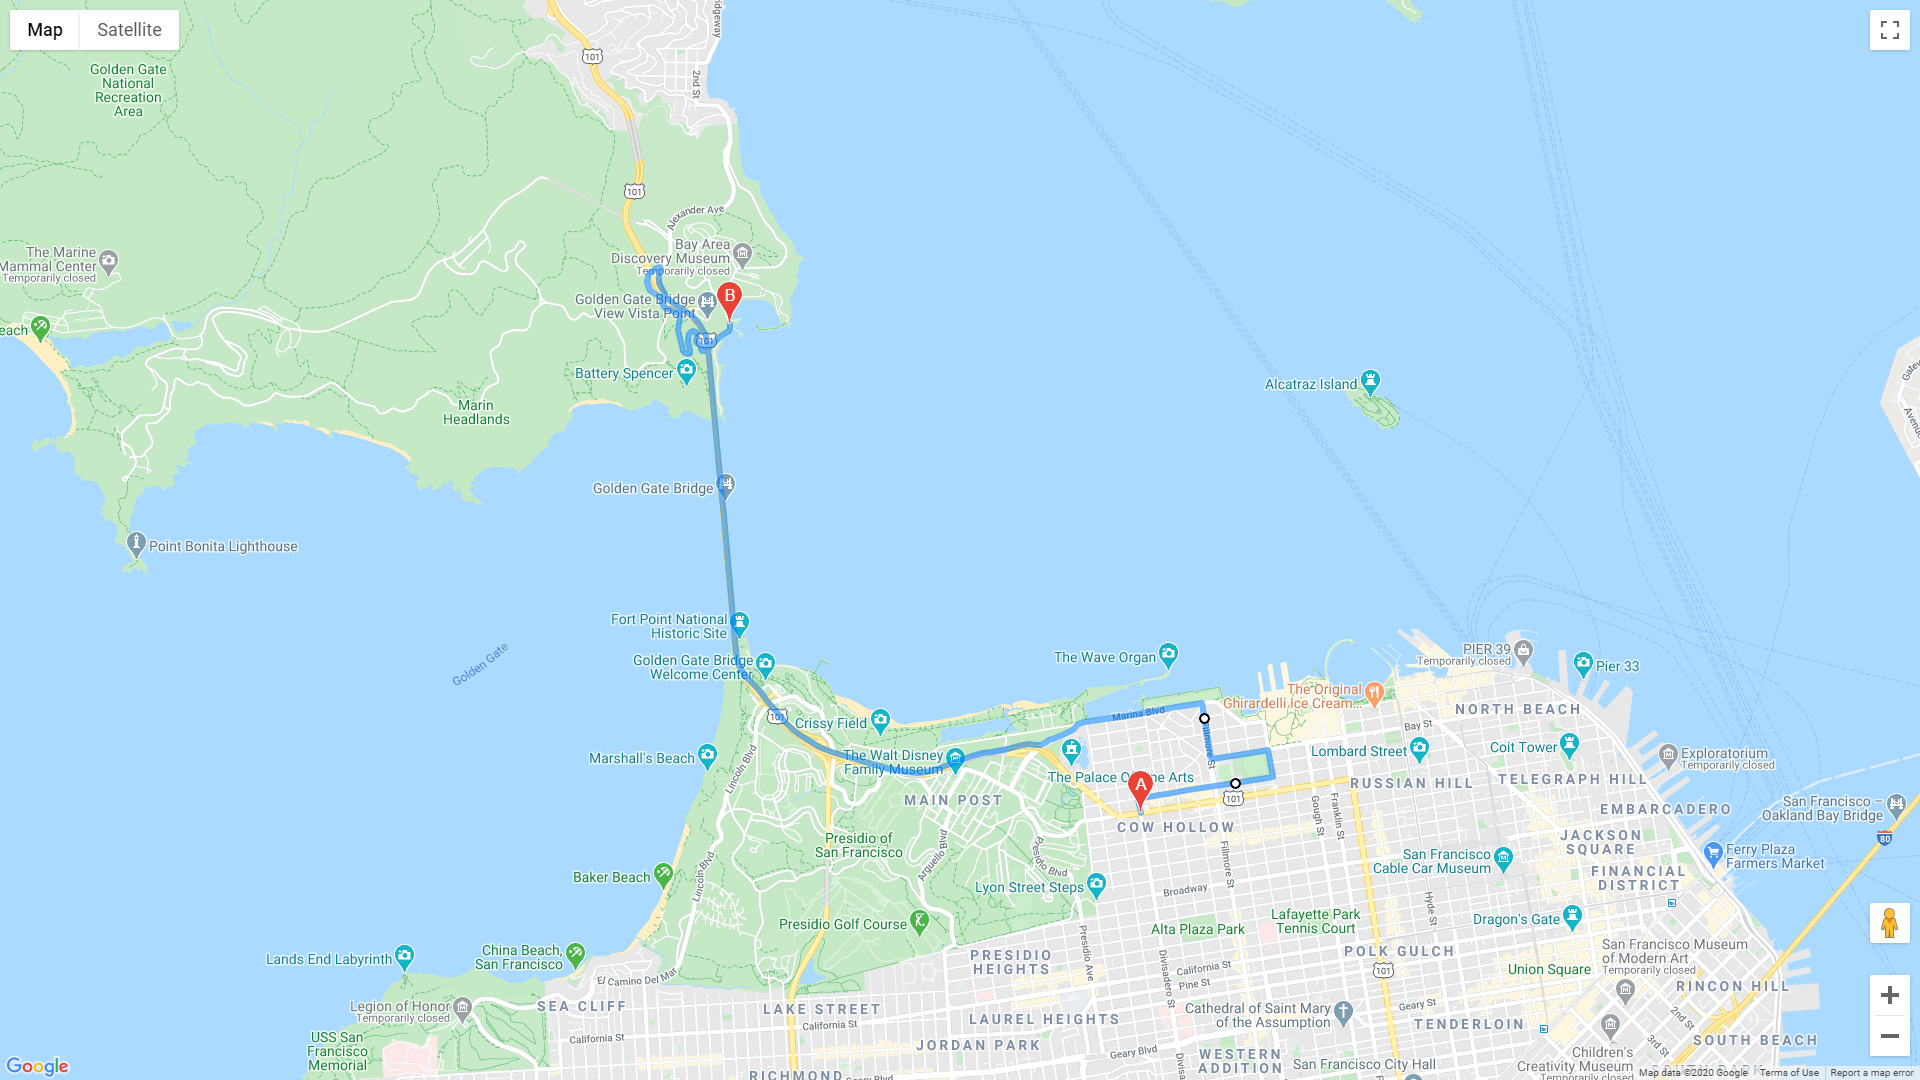 Map
Satellite
Golden Gate
National
Recreation
Area
101
2nd St
101
Alexander Ave
Bay Area
Discovery Museum
Temporarily closed
The Marine
Mammal Center
Temporarily closed
Golden Gate Bridge
View Vista Point
B
101
Battery Spencer
Marin
Headlands
Alcatraz Island
Golden Gate Bridge
Point Bonita Lighthouse
Fort Point National
Historic Site
Golden Gate Bridge
Welcome Center
Golden Gate
The Wave Organ
PIER 39
Temporarily closed
Pier 33
The Original
Ghirardelli Ice Cream...
Crissy Field
Marina Blvd
Fillmore St
NORTH BEACH
Bay St
101
Marshall's Beach
The Walt Disney
Family Museum
Lombard Street
Coit Tower
Exploratorium
Temporarily closed
The Palace Of Fine Arts
A
RUSSIAN HILL
TELEGRAPH HILL
MAIN POST
101
Lincoln Blvd
Gough St
Franklin St
EMBARCADERO
San Francisco –
Oakland Bay Bridge
COW HOLLOW
Presidio of
San Francisco
JACKSON
SQUARE
80
Ferry Plaza
Farmers Market
Arguello Blvd
Presidio Blvd
Fillmore St
San Francisco
Cable Car Museum
FINANCIAL
DISTRICT
Baker Beach
Lincoln Blvd
Lyon Street Steps
Broadway
Hyde St
Presidio Golf Course
Alta Plaza Park
Lafayette Park
Tennis Court
Dragon's Gate
China Beach,
San Francisco
Lands End Labyrinth
PRESIDIO
HEIGHTS
Presidio Ave
Divisadero St
POLK GULCH
San Francisco Museum
of Modern Art
Temporarily closed
El Camino Del Mar
California St
Pine St
101
Union Square
RINCON HILL
Legion of Honor
Temporarily closed
SEA CLIFF
LAKE STREET
California St
LAUREL HEIGHTS
Cathedral of Saint Mary
of the Assumption
Geary St
TENDERLOIN
2nd St
3rd St
USS San
Francisco
Memorial
California St
JORDAN PARK
Geary Blvd
WESTERN
ADDITION
San Francisco City Hall
Children's
Creativity Museum
Temporarily closed
SOUTH BEACH
RICHMOND
Google
Map data ©2020 Google
Terms of Use
Report a map error